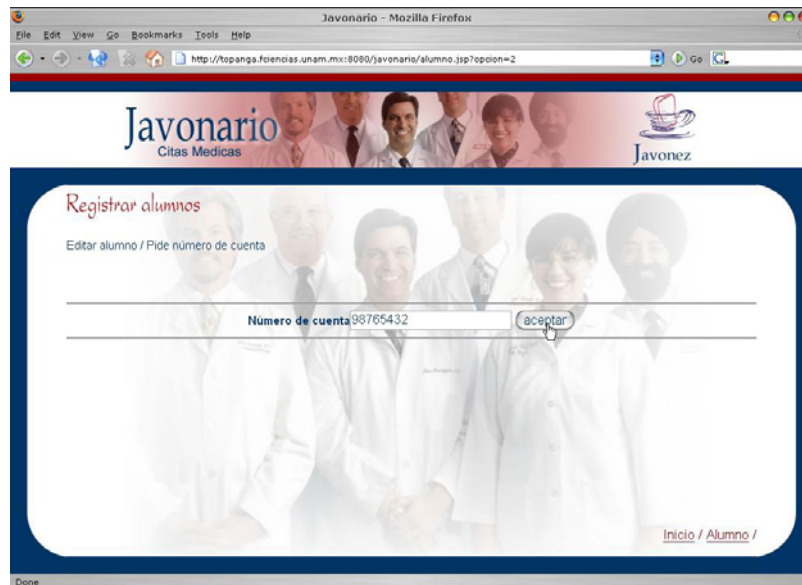 Javonario - Mozilla Firefox
File Edit View Go Bookmarks Tools Help
http://topanga.fciencias.unam.mx:8080/javonario/alumno.jsp?opcion=2
Go
Javonario
Citas Medicas
Javonez
Registrar alumnos
Editar alumno / Pide número de cuenta
Número de cuenta 98765432 aceptar
Inicio / Alumno /
Done